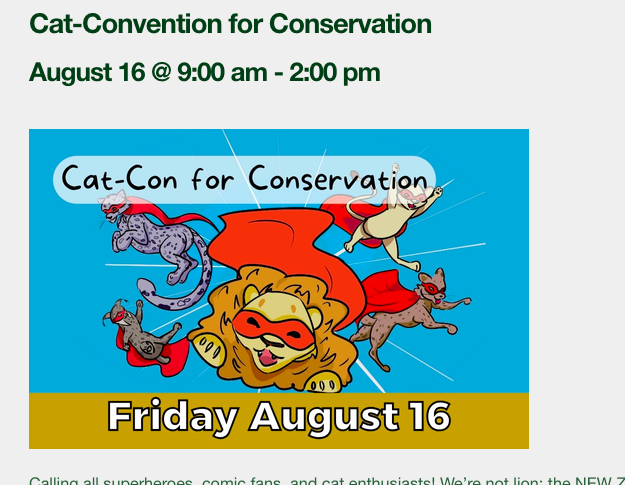 Cat-Convention for Conservation
August 16 @ 9:00 am - 2:00 pm
Cat-Con for Conservation
Friday August 16
Calling all superheroes, comic fans, and cat enthusiasts! We’re not lion: the NEW